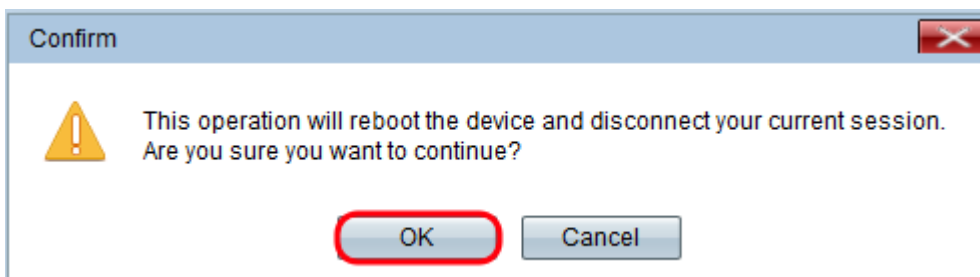 Confirm
This operation will reboot the device and disconnect your current session.
Are you sure you want to continue?
OK
Cancel